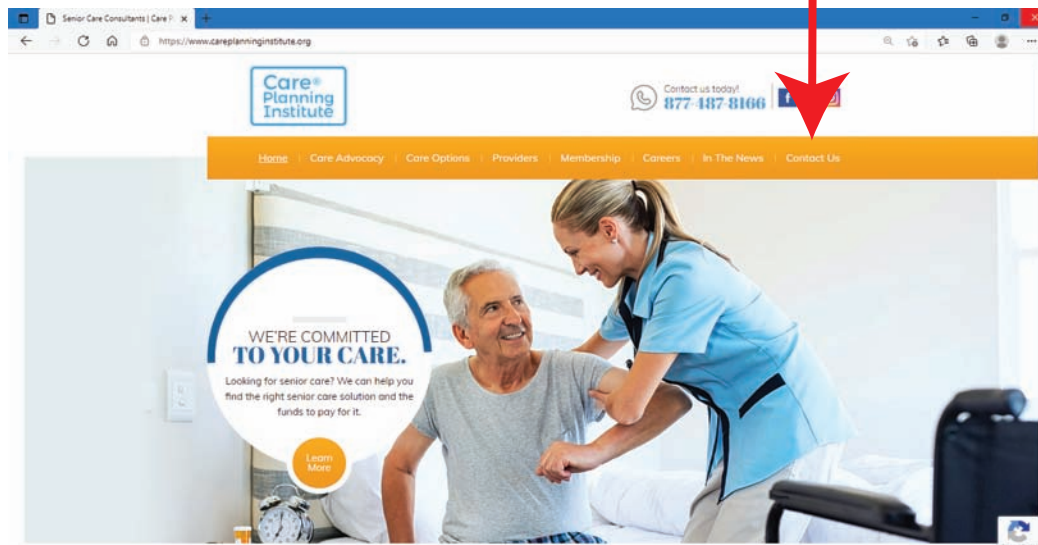 Senior Care Consultants | Care P
https://www.careplanninginstitute.org
Care®
Planning
Institute
Contact us today!
877-487-8166
f
Home | Care Advocacy | Care Options | Providers | Membership | Careers | In The News | Contact Us
WE'RE COMMITTED
TO YOUR CARE.
Looking for senior care? We can help you
find the right senior care solution and the
funds to pay for it.
Learn
More